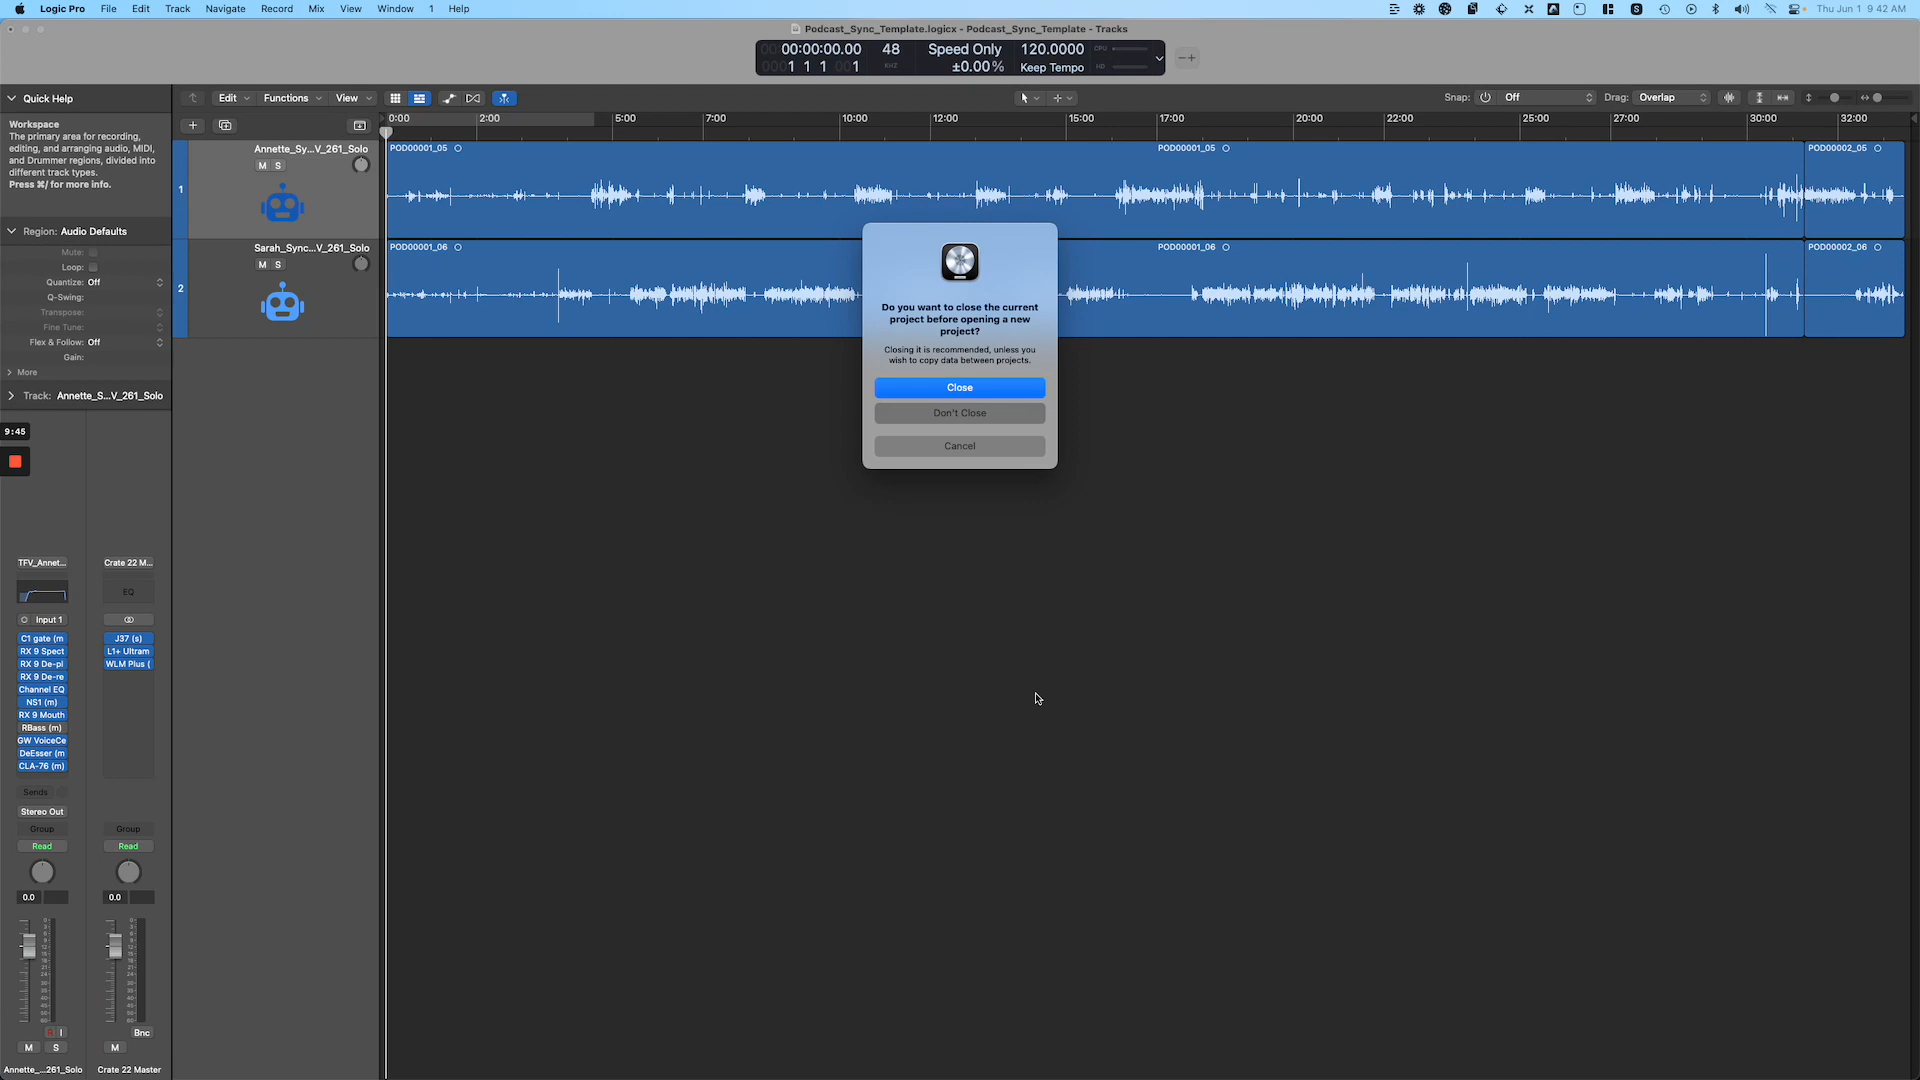 Logic Pro File Edit Track Navigate Record Mix View Window 1 Help
Thu Jun 1 9:42 AM
Podcast_Sync_Template.logicx - Podcast_Sync_Template - Tracks
00:00:00.00 48 Speed Only 120.0000 CPU
0001 1 1 001 KHZ ±0.00% Keep Tempo HD
Quick Help
Edit Functions View
Snap: Off Drag: Overlap
Workspace
The primary area for recording,
editing, and arranging audio, MIDI,
and Drummer regions, divided into
different track types.
Press ⌘/ for more info.
0:00 2:00 5:00 7:00 10:00 12:00 15:00 17:00 20:00 22:00 25:00 27:00 30:00 32:00
1
Annette_Sy...V_261_Solo
M S
POD00001_05
POD00001_05
POD00002_05
2
Sarah_Sync...V_261_Solo
M S
POD00001_06
POD00001_06
POD00002_06
Region: Audio Defaults
Mute:
Loop:
Quantize: Off
Q-Swing:
Transpose:
Fine Tune:
Flex & Follow: Off
Gain:
More
Track: Annette_S...V_261_Solo
9:45
Do you want to close the current
project before opening a new
project?
Closing it is recommended, unless you
wish to copy data between projects.
Close
Don't Close
Cancel
TFV_Annet...
Input 1
C1 gate (m
RX 9 Spect
RX 9 De-pl
RX 9 De-re
Channel EQ
NS1 (m)
RX 9 Mouth
RBass (m)
GW VoiceCe
DeEsser (m
CLA-76 (m)
Sends
Stereo Out
Group
Read
0.0
R I
M S
Annette_...261_Solo
Crate 22 M...
EQ
J37 (s)
L1+ Ultram
WLM Plus (
Group
Read
0.0
Bnc
M
Crate 22 Master